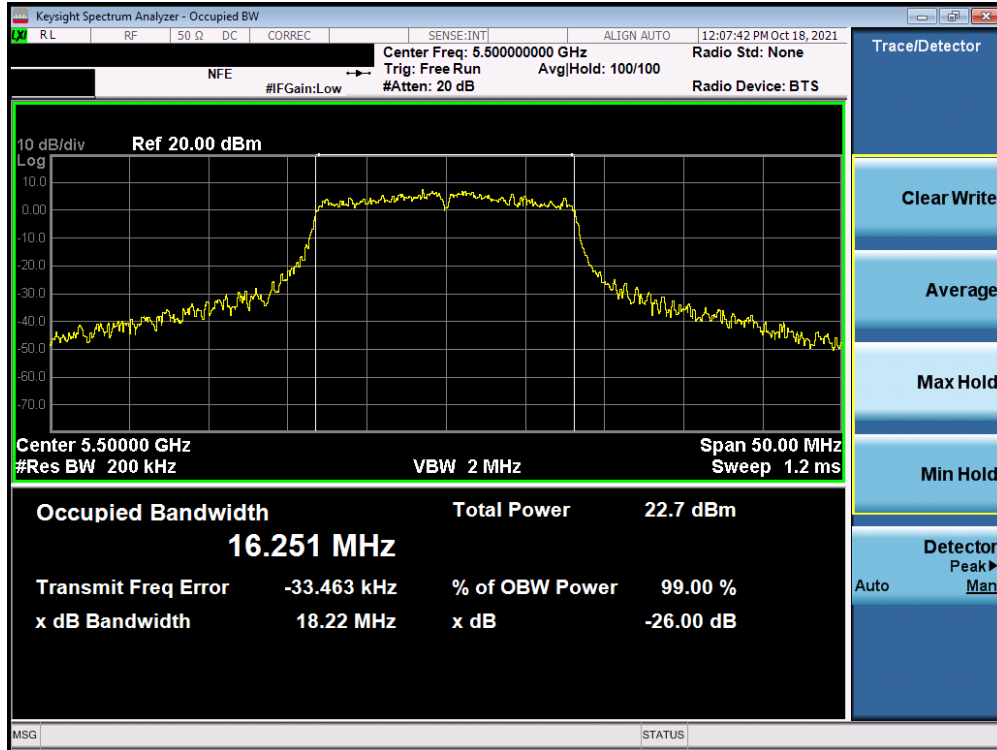 Keysight Spectrum Analyzer - Occupied BW
LXI RL RF 50 Ω DC CORREC SENSE:INT ALIGN AUTO 12:07:42 PM Oct 18, 2021
Center Freq: 5.500000000 GHz Radio Std: None
NFE Trig: Free Run Avg|Hold: 100/100
#IFGain:Low #Atten: 20 dB Radio Device: BTS
Trace/Detector
10 dB/div Ref 20.00 dBm
Log
10.0
0.00
-10.0
-20.0
-30.0
-40.0
-50.0
-60.0
-70.0
Center 5.50000 GHz Span 50.00 MHz
#Res BW 200 kHz VBW 2 MHz Sweep 1.2 ms
Occupied Bandwidth Total Power 22.7 dBm
16.251 MHz
Transmit Freq Error -33.463 kHz % of OBW Power 99.00 %
x dB Bandwidth 18.22 MHz x dB -26.00 dB
Clear Write
Average
Max Hold
Min Hold
Detector
Peak▶
Auto Man
MSG STATUS